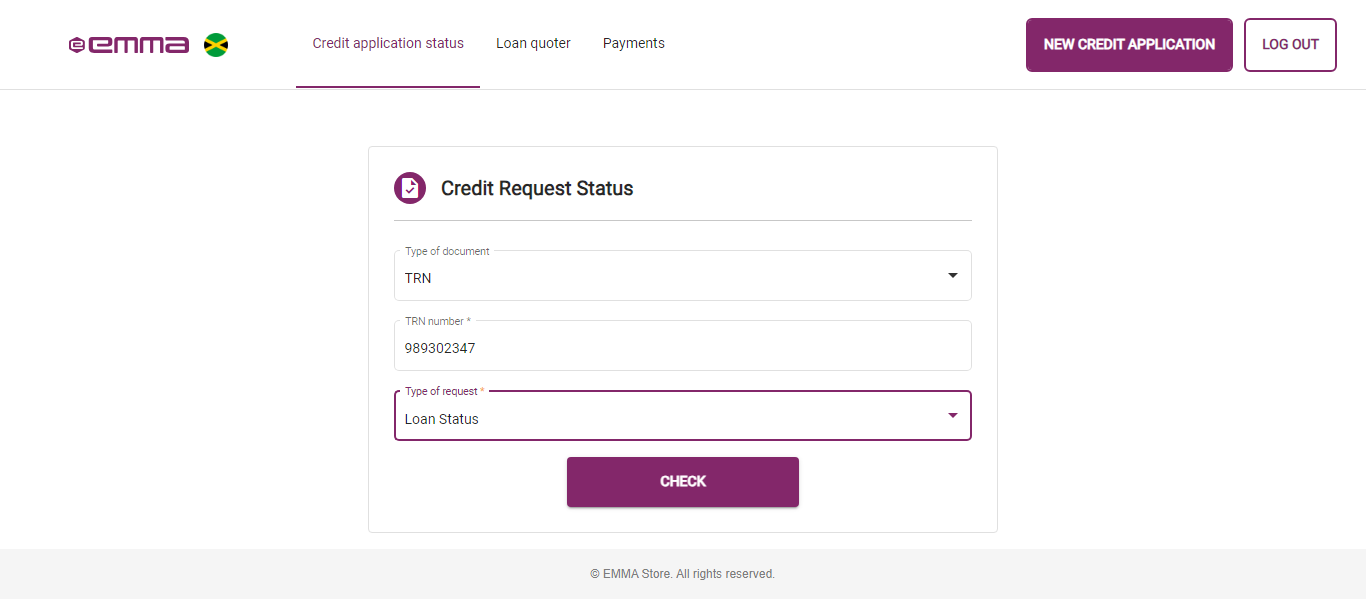 emma
Credit application status
Loan quoter
Payments
NEW CREDIT APPLICATION
LOG OUT
Credit Request Status
Type of document
TRN
TRN number *
989302347
Type of request *
Loan Status
CHECK
© EMMA Store. All rights reserved.